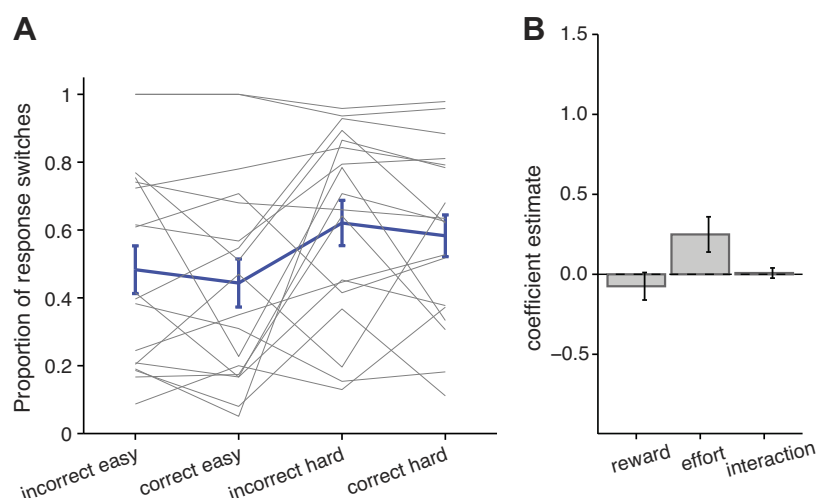 A
Proportion of response switches
1
0.8
0.6
0.4
0.2
0
incorrect easy
correct easy
incorrect hard
correct hard
B
coefficient estimate
1.5
1.0
0.5
0.0
−0.5
reward
effort
interaction